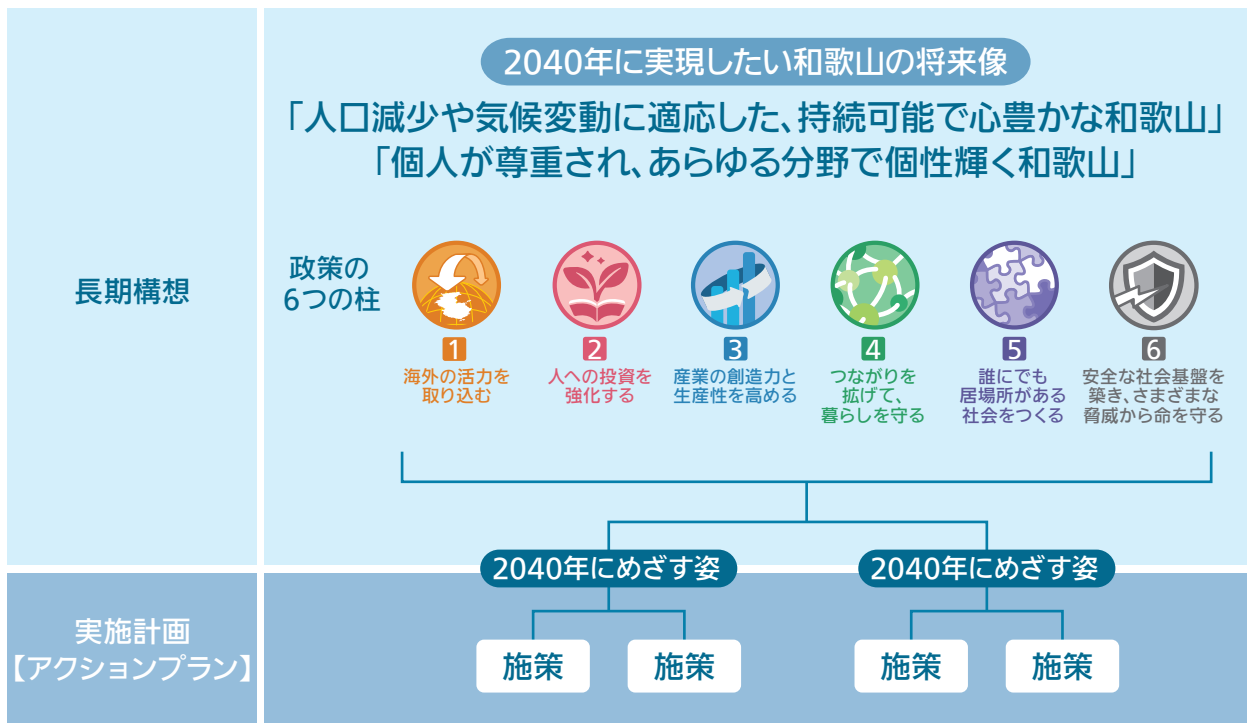 2040年に実現したい和歌山の将来像
「人口減少や気候変動に適応した、持続可能で心豊かな和歌山」
「個人が尊重され、あらゆる分野で個性輝く和歌山」
長期構想
政策の
6つの柱
1
海外の活力を
取り込む
2
人への投資を
強化する
3
産業の創造力と
生産性を高める
4
つながりを
拡げて、
暮らしを守る
5
誰にでも
居場所がある
社会をつくる
6
安全な社会基盤を
築き、さまざまな
脅威から命を守る
2040年にめざす姿
2040年にめざす姿
実施計画
【アクションプラン】
施策
施策
施策
施策